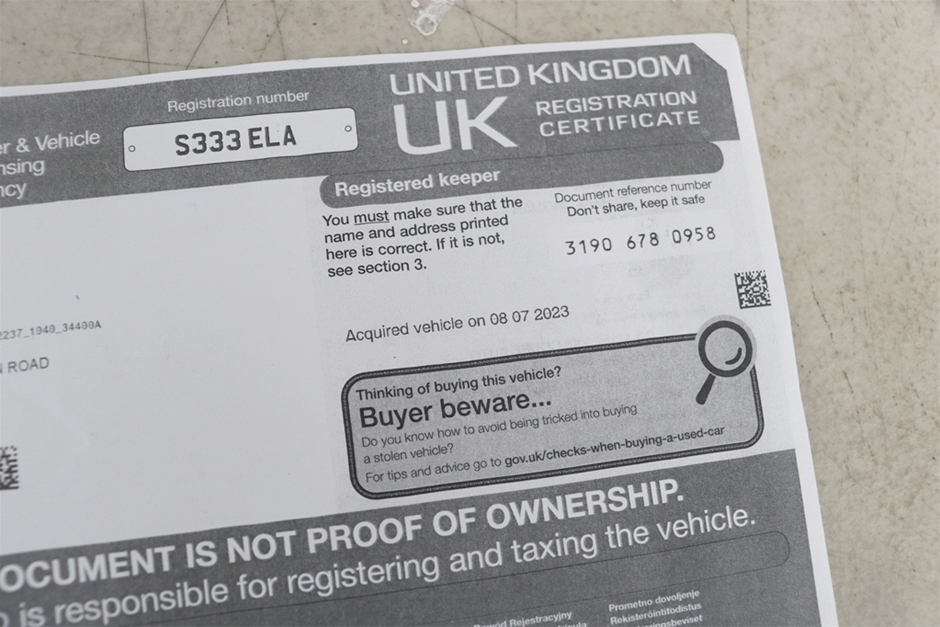 er & Vehicle
nsing
ncy
Registration number
S333 ELA
UNITED KINGDOM
UK
REGISTRATION
CERTIFICATE
Registered keeper
You must make sure that the
name and address printed
here is correct. If it is not,
see section 3.
Document reference number
Don't share, keep it safe
3190 678 0958
2237_1040_34400A
ROAD
Acquired vehicle on 08 07 2023
Thinking of buying this vehicle?
Buyer beware...
Do you know how to avoid being tricked into buying
a stolen vehicle?
For tips and advice go to gov.uk/checks-when-buying-a-used-car
OCUMENT IS NOT PROOF OF OWNERSHIP.
o is responsible for registering and taxing the vehicle.
Rejestracyjny
Prometno dovoljenje
Rekisteröintitodistus